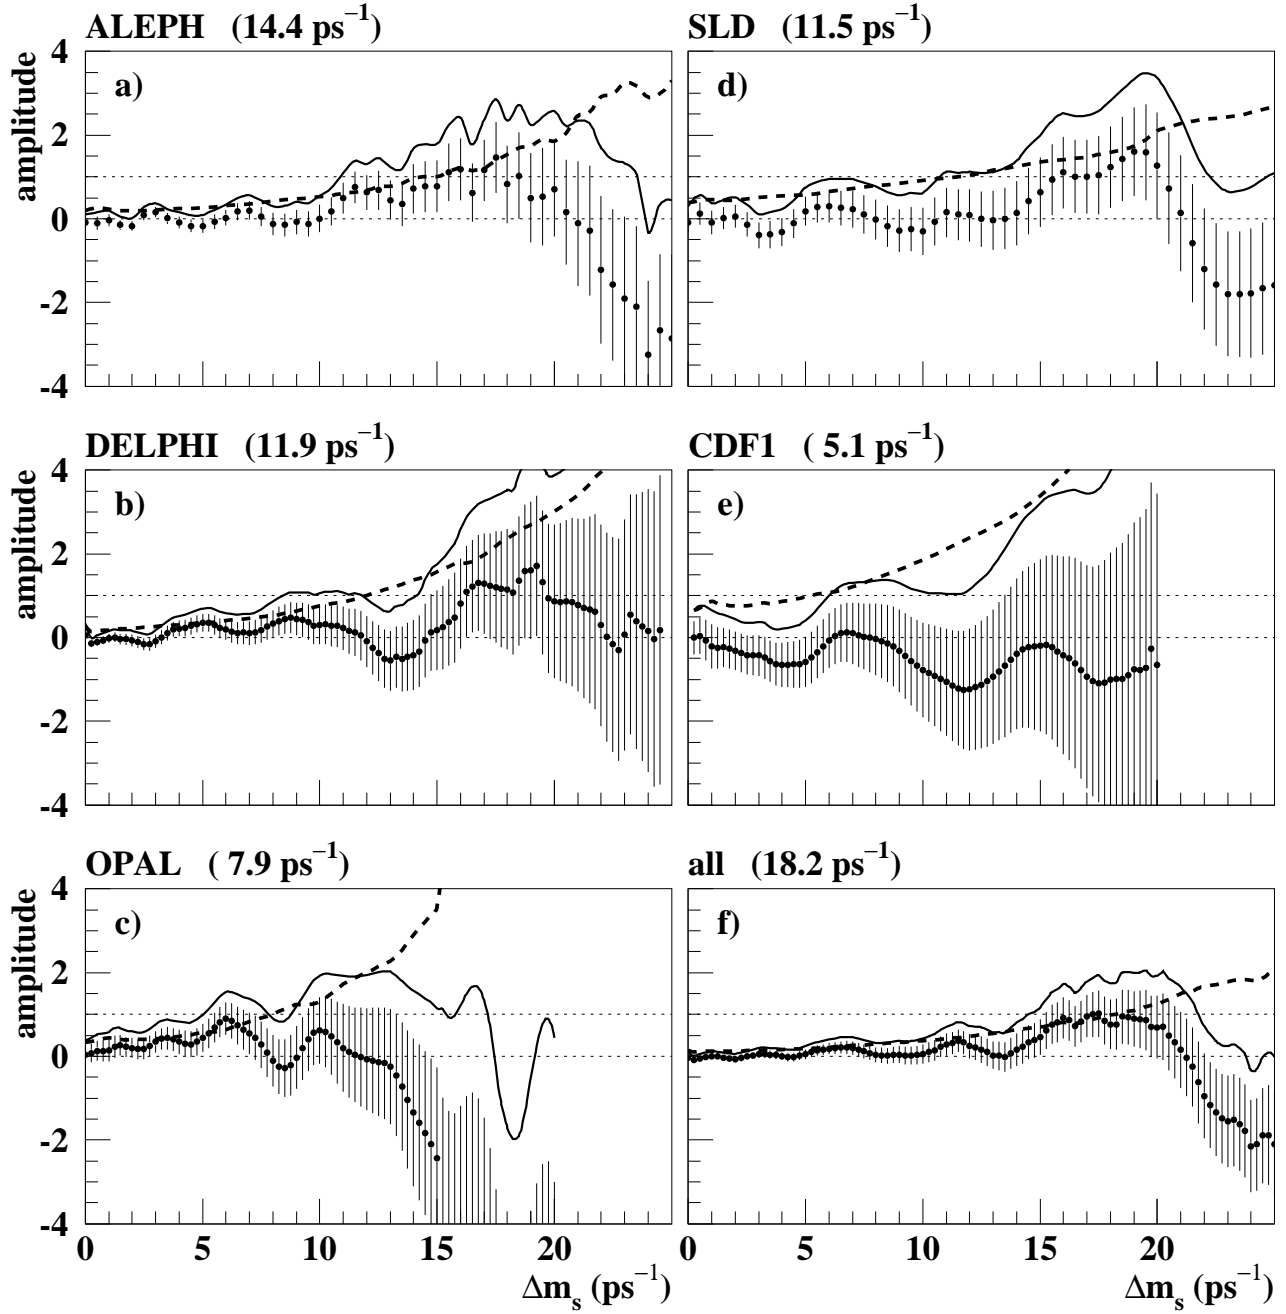 ALEPH (14.4 ps⁻¹)
SLD (11.5 ps⁻¹)
amplitude
4
2
0
-2
-4
a)
d)
DELPHI (11.9 ps⁻¹)
CDF1 ( 5.1 ps⁻¹)
amplitude
4
2
0
-2
-4
b)
e)
OPAL ( 7.9 ps⁻¹)
all (18.2 ps⁻¹)
amplitude
4
2
0
-2
-4
c)
f)
0 5 10 15 20 0 5 10 15 20
Δmₛ (ps⁻¹) Δmₛ (ps⁻¹)